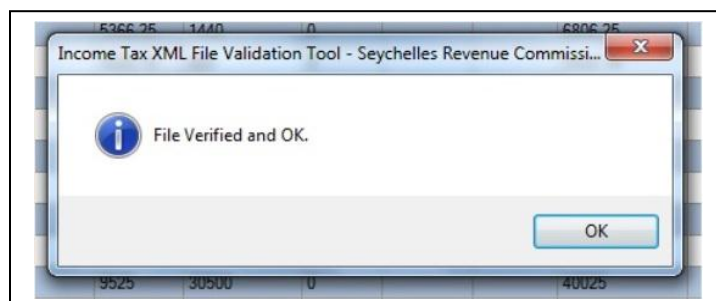 5366.25 1440 0 6806.25
Income Tax XML File Validation Tool - Seychelles Revenue Commissi...
File Verified and OK.
OK
9525 30500 0 40025